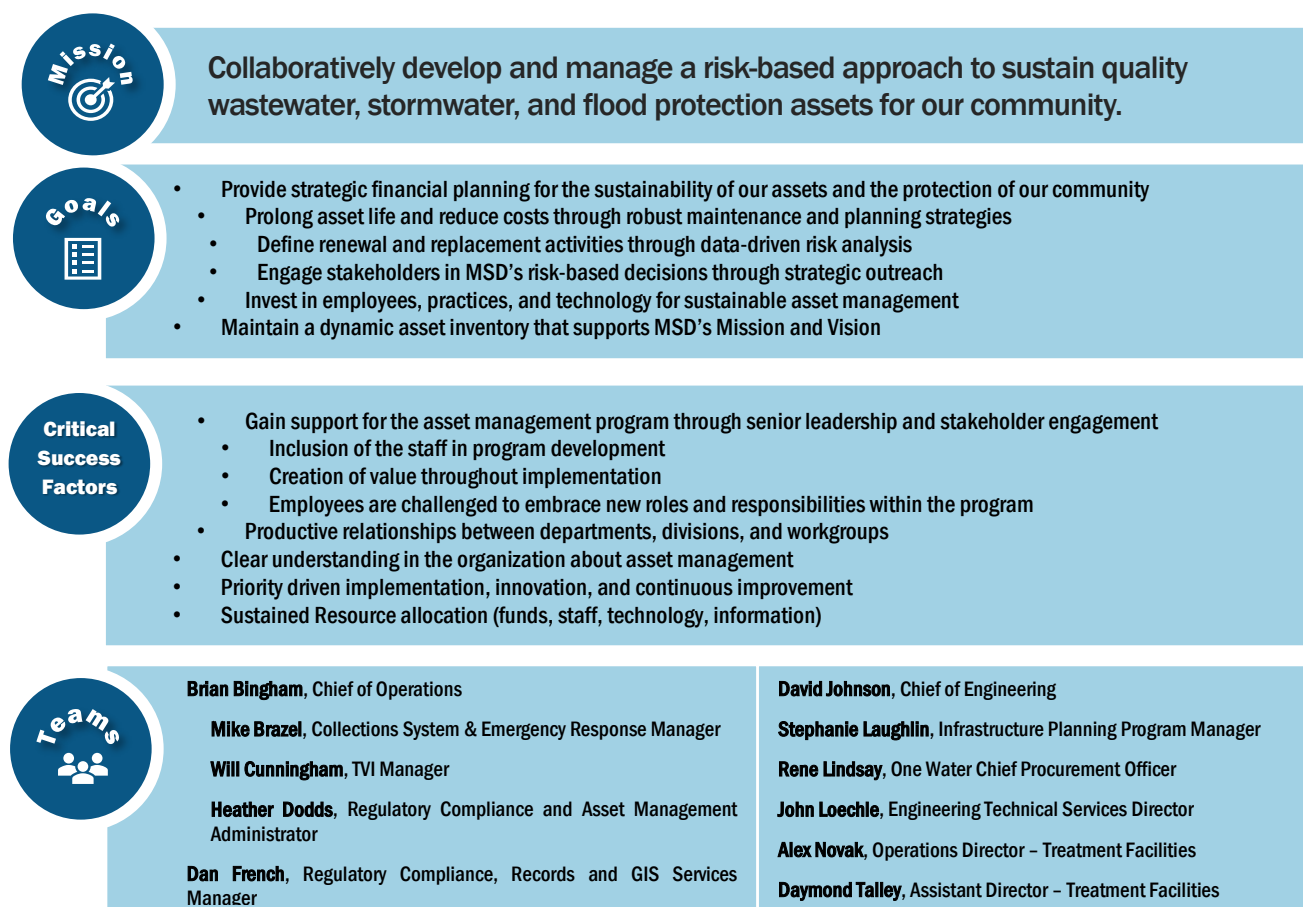 Mission
Collaboratively develop and manage a risk-based approach to sustain quality
wastewater, stormwater, and flood protection assets for our community.
Goals
• Provide strategic financial planning for the sustainability of our assets and the protection of our community
• Prolong asset life and reduce costs through robust maintenance and planning strategies
• Define renewal and replacement activities through data-driven risk analysis
• Engage stakeholders in MSD's risk-based decisions through strategic outreach
• Invest in employees, practices, and technology for sustainable asset management
• Maintain a dynamic asset inventory that supports MSD's Mission and Vision
Critical
Success
Factors
• Gain support for the asset management program through senior leadership and stakeholder engagement
• Inclusion of the staff in program development
• Creation of value throughout implementation
• Employees are challenged to embrace new roles and responsibilities within the program
• Productive relationships between departments, divisions, and workgroups
• Clear understanding in the organization about asset management
• Priority driven implementation, innovation, and continuous improvement
• Sustained Resource allocation (funds, staff, technology, information)
Teams
Brian Bingham, Chief of Operations
Mike Brazel, Collections System & Emergency Response Manager
Will Cunningham, TVI Manager
Heather Dodds, Regulatory Compliance and Asset Management
Administrator
Dan French, Regulatory Compliance, Records and GIS Services
Manager
David Johnson, Chief of Engineering
Stephanie Laughlin, Infrastructure Planning Program Manager
Rene Lindsay, One Water Chief Procurement Officer
John Loechle, Engineering Technical Services Director
Alex Novak, Operations Director – Treatment Facilities
Daymond Talley, Assistant Director – Treatment Facilities